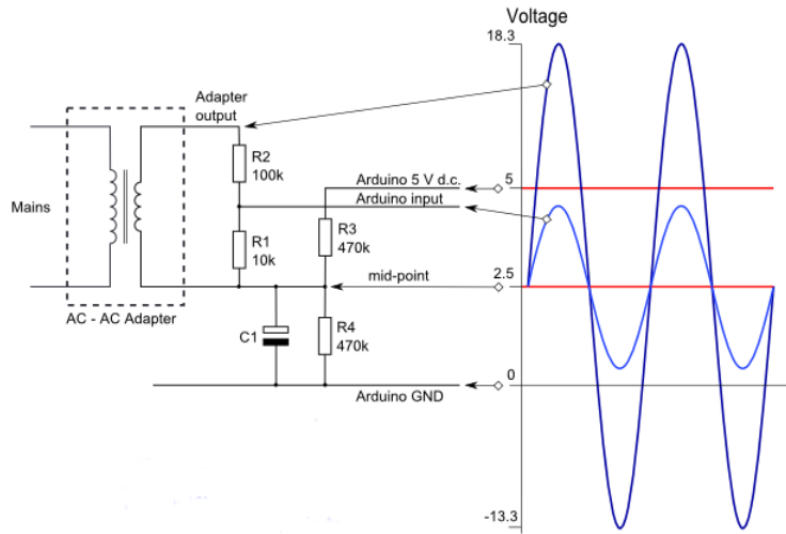 Voltage
18.3
Adapter
output
R2
100k
Arduino 5 V d.c.
5
Arduino input
Mains
R1
10k
R3
470k
mid-point
2.5
AC - AC Adapter
C1
R4
470k
0
Arduino GND
-13.3